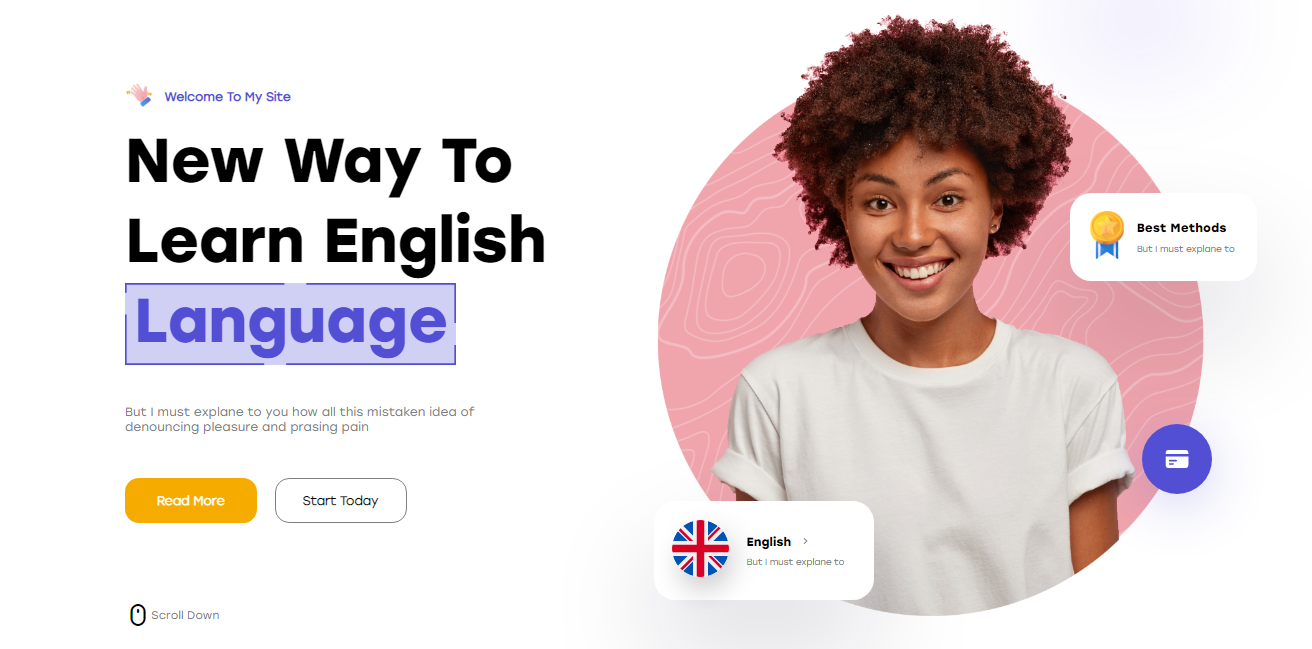 Welcome To My Site
New Way To
Learn English
Language
But I must explane to you how all this mistaken idea of
denouncing pleasure and prasing pain
Read More
Start Today
Scroll Down
Best Methods
But I must explane to
English >
But I must explane to